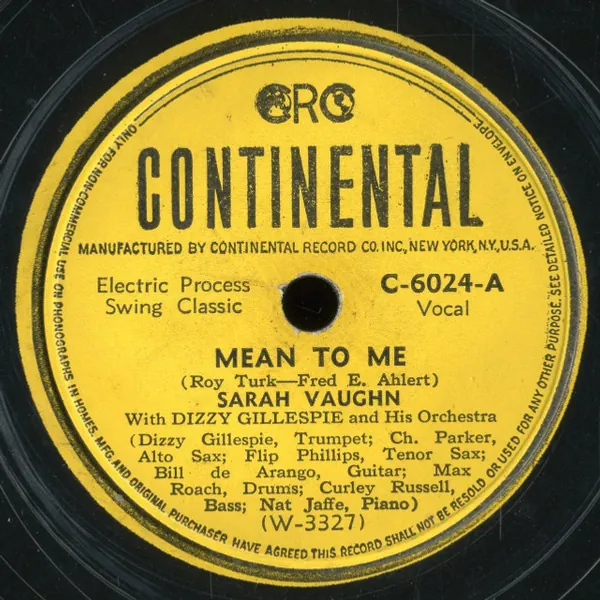 CRC
CONTINENTAL
MANUFACTURED BY CONTINENTAL RECORD CO. INC., NEW YORK, N.Y., U.S.A.
Electric Process
Swing Classic
C-6024-A
Vocal
MEAN TO ME
(Roy Turk—Fred E. Ahlert)
SARAH VAUGHN
With DIZZY GILLESPIE and His Orchestra
(Dizzy Gillespie, Trumpet; Ch. Parker,
Alto Sax; Flip Phillips, Tenor Sax;
Bill de Arango, Guitar; Max
Roach, Drums; Curley Russell,
Bass; Nat Jaffe, Piano)
(W-3327)
ONLY FOR NON-COMMERCIAL USE ON PHONOGRAPHS IN HOMES. MFG. AND ORIGINAL PURCHASER HAVE AGREED THIS RECORD SHALL NOT BE RESOLD OR USED FOR ANY OTHER PURPOSE. SEE DETAILED NOTICE ON ENVELOPE